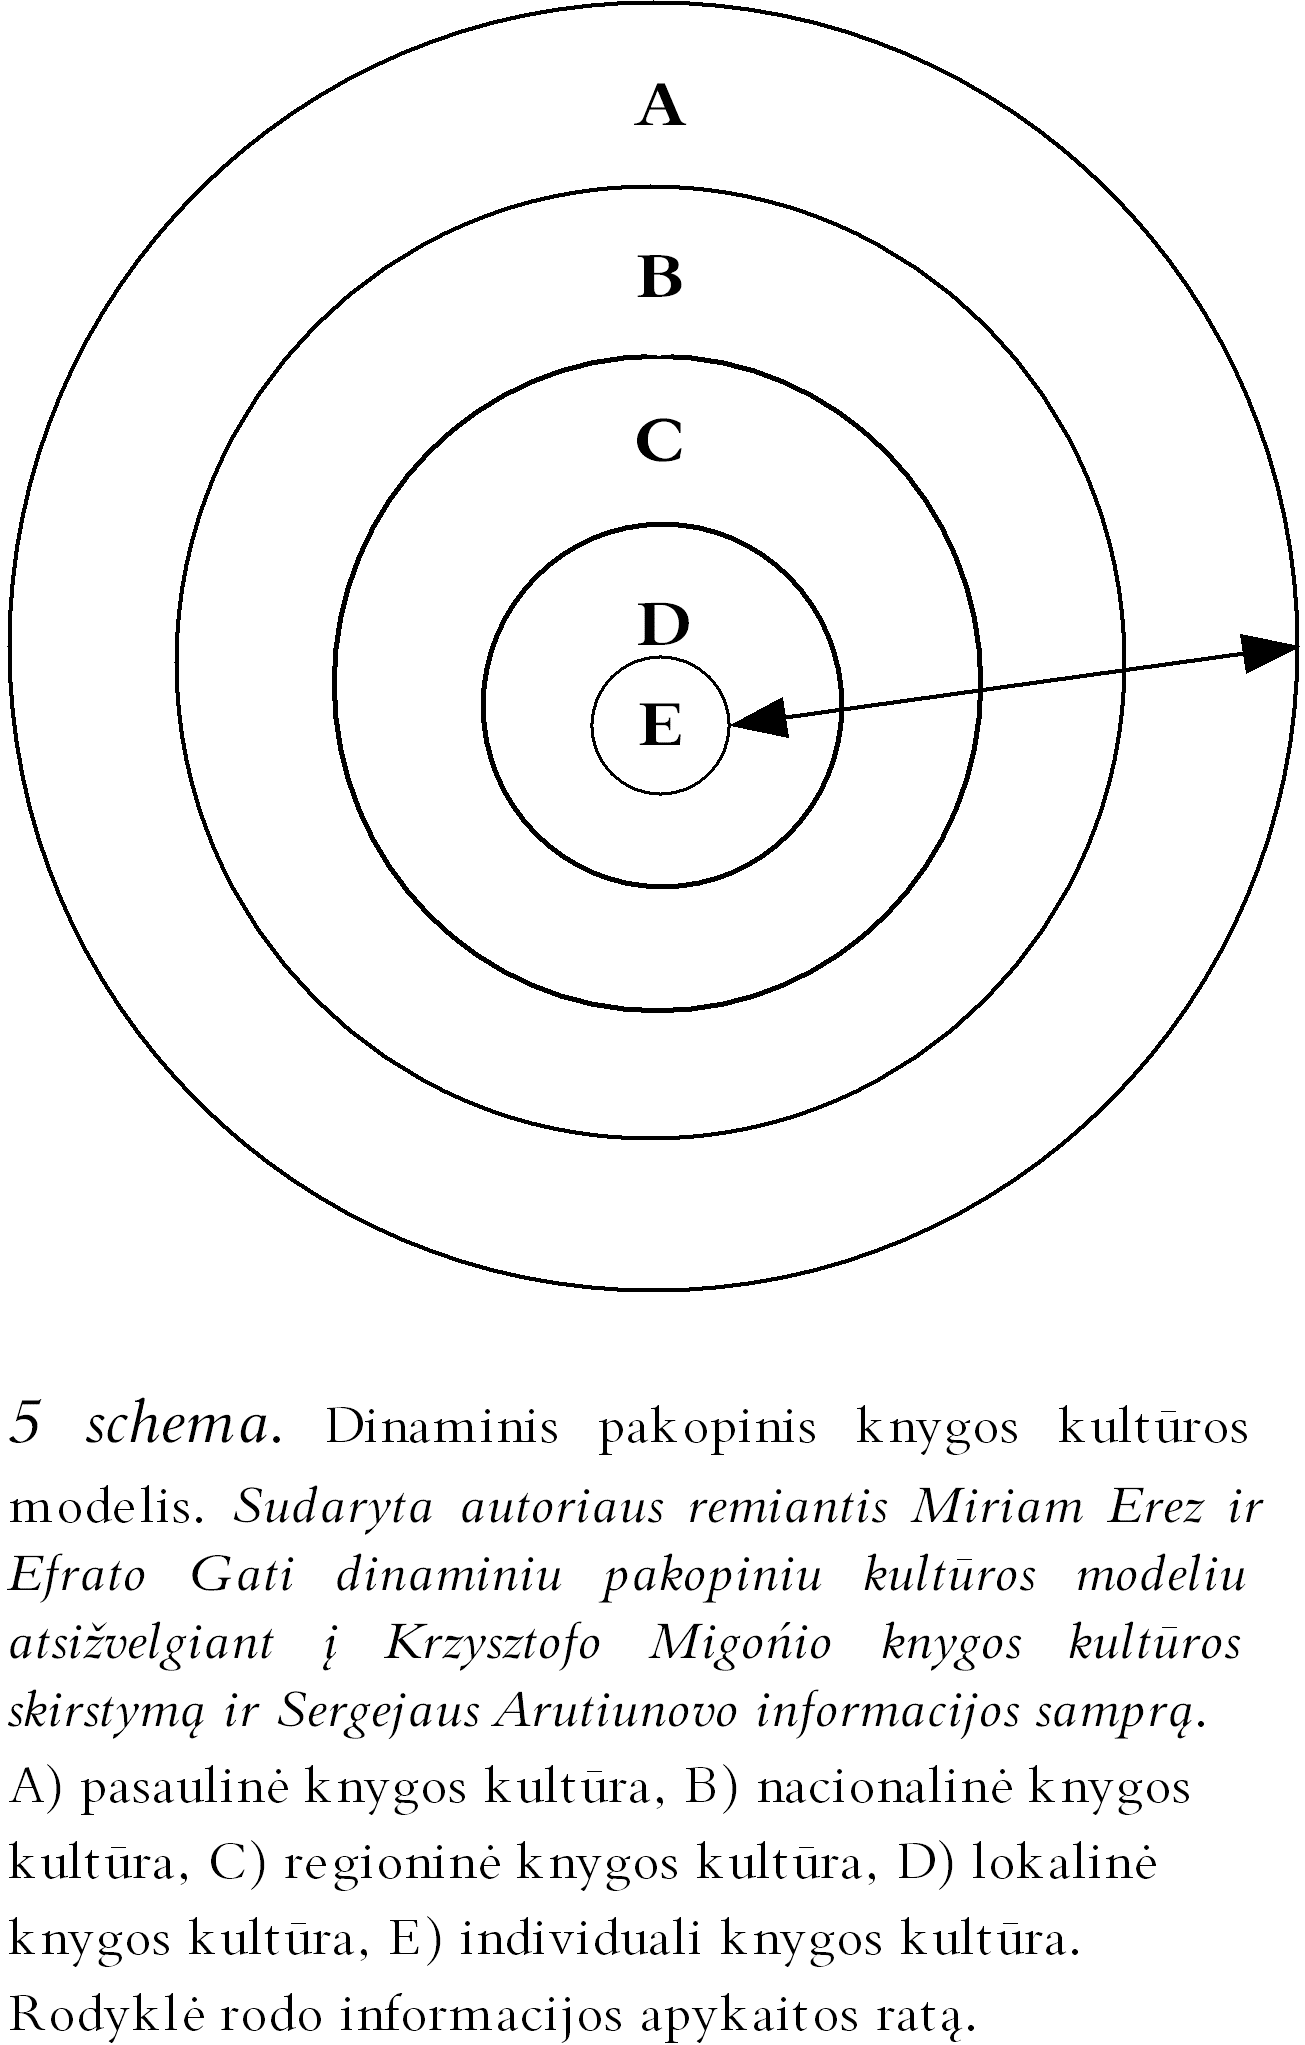 A
B
C
D
E
5 schema. Dinaminis pakopinis knygos kultūros
modelis. Sudaryta autoriaus remiantis Miriam Erez ir
Efrato Gati dinaminiu pakopiniu kultūros modeliu
atsižvelgiant į Krzysztofo Migońio knygos kultūros
skirstymą ir Sergejaus Arutiunovo informacijos samprą.
A) pasaulinė knygos kultūra, B) nacionalinė knygos
kultūra, C) regioninė knygos kultūra, D) lokalinė
knygos kultūra, E) individuali knygos kultūra.
Rodyklė rodo informacijos apykaitos ratą.